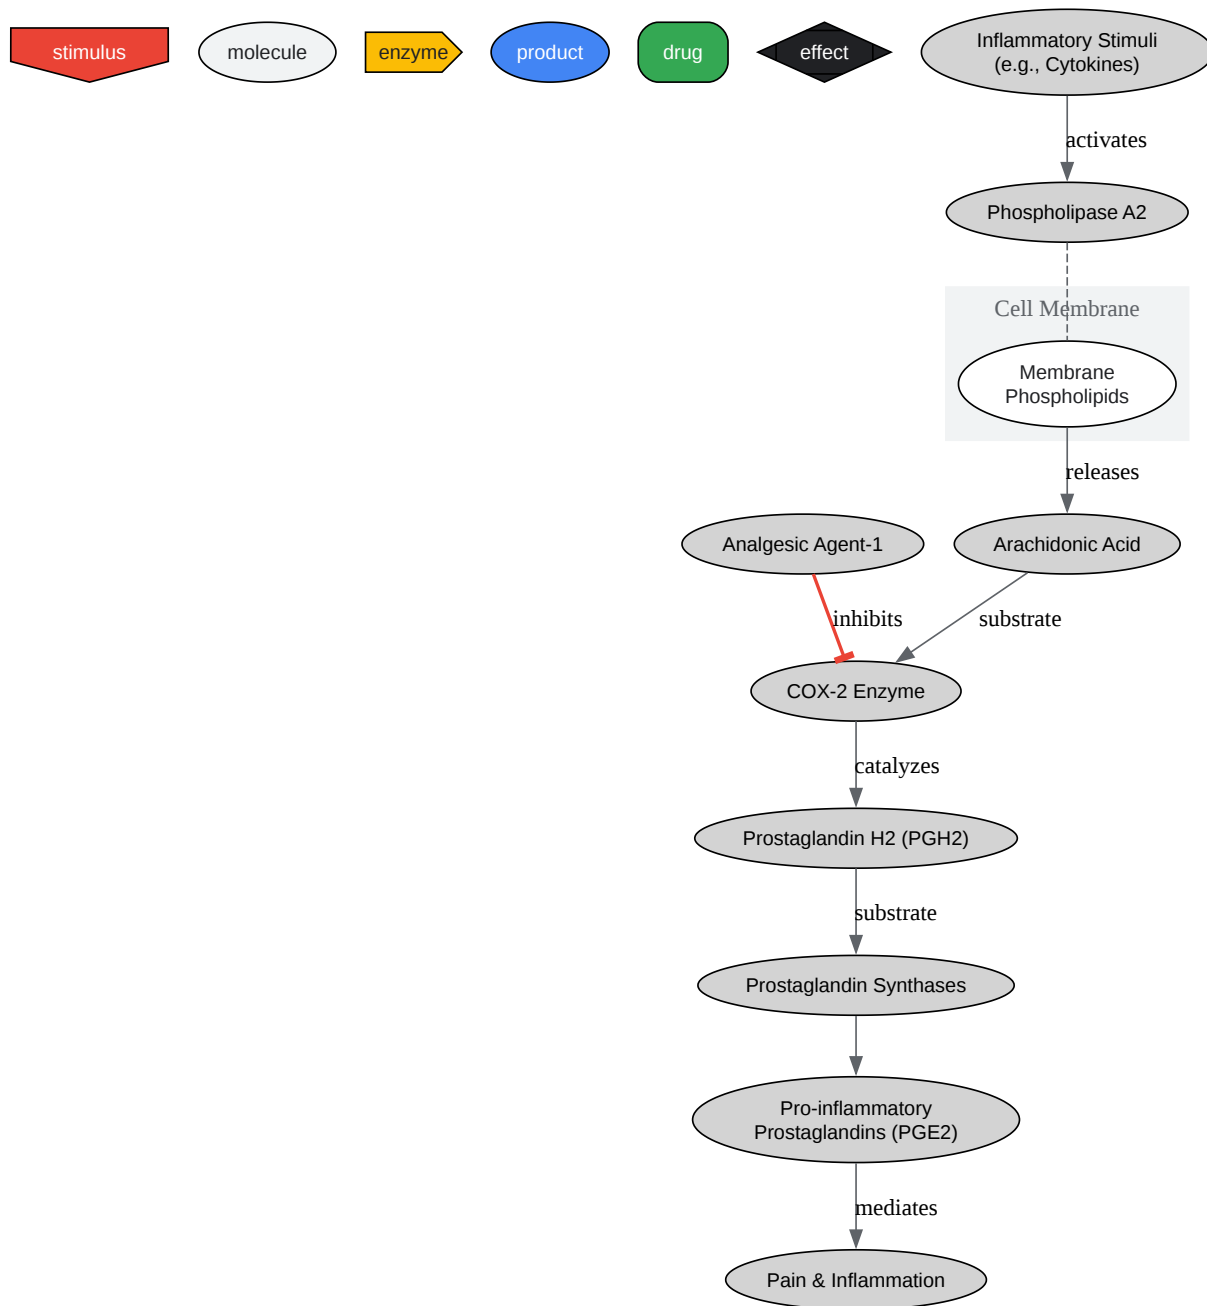 stimulus
molecule
enzyme
product
drug
effect
Inflammatory Stimuli
(e.g., Cytokines)
activates
Phospholipase A2
Cell Membrane
Membrane
Phospholipids
releases
Analgesic Agent-1
Arachidonic Acid
inhibits
substrate
COX-2 Enzyme
catalyzes
Prostaglandin H2 (PGH2)
substrate
Prostaglandin Synthases
Pro-inflammatory
Prostaglandins (PGE2)
mediates
Pain & Inflammation